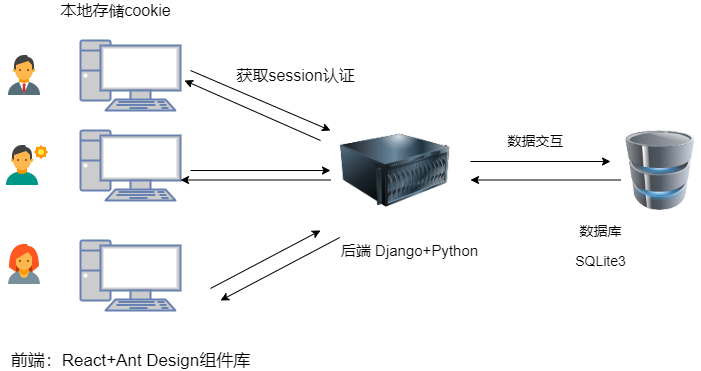 本地存储cookie
获取session认证
数据交互
后端 Django+Python
数据库
SQLite3
前端：React+Ant Design组件库